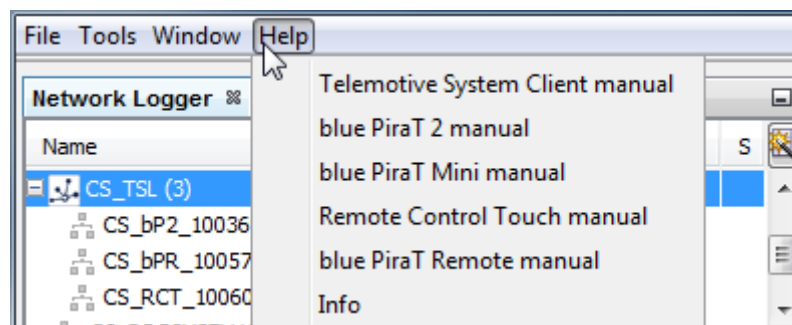 File Tools Window Help
Telemotive System Client manual
blue PiraT 2 manual
blue PiraT Mini manual
Remote Control Touch manual
blue PiraT Remote manual
Info
Network Logger
Name
S
CS_TSL (3)
CS_bP2_10036
CS_bPR_10057
CS_RCT_10060